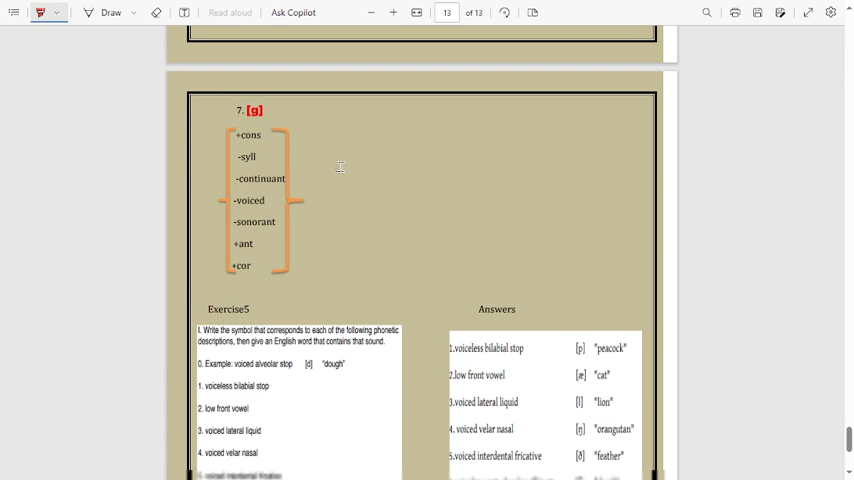 Draw
Read aloud
Ask Copilot
13
of 13
7. [g]
+cons
-syll
-continuant
-voiced
-sonorant
+ant
+cor
Exercise5
Answers
I. Write the symbol that corresponds to each of the following phonetic
descriptions, then give an English word that contains that sound.
0. Example: voiced alveolar stop [d] "dough"
1. voiceless bilabial stop
2. low front vowel
3. voiced lateral liquid
4. voiced velar nasal
5. voiced interdental fricative
1.voiceless bilabial stop [p] "peacock"
2.low front vowel [æ] "cat"
3.voiced lateral liquid [l] "lion"
4. voiced velar nasal [ŋ] "orangutan"
5.voiced interdental fricative [ð] "feather"